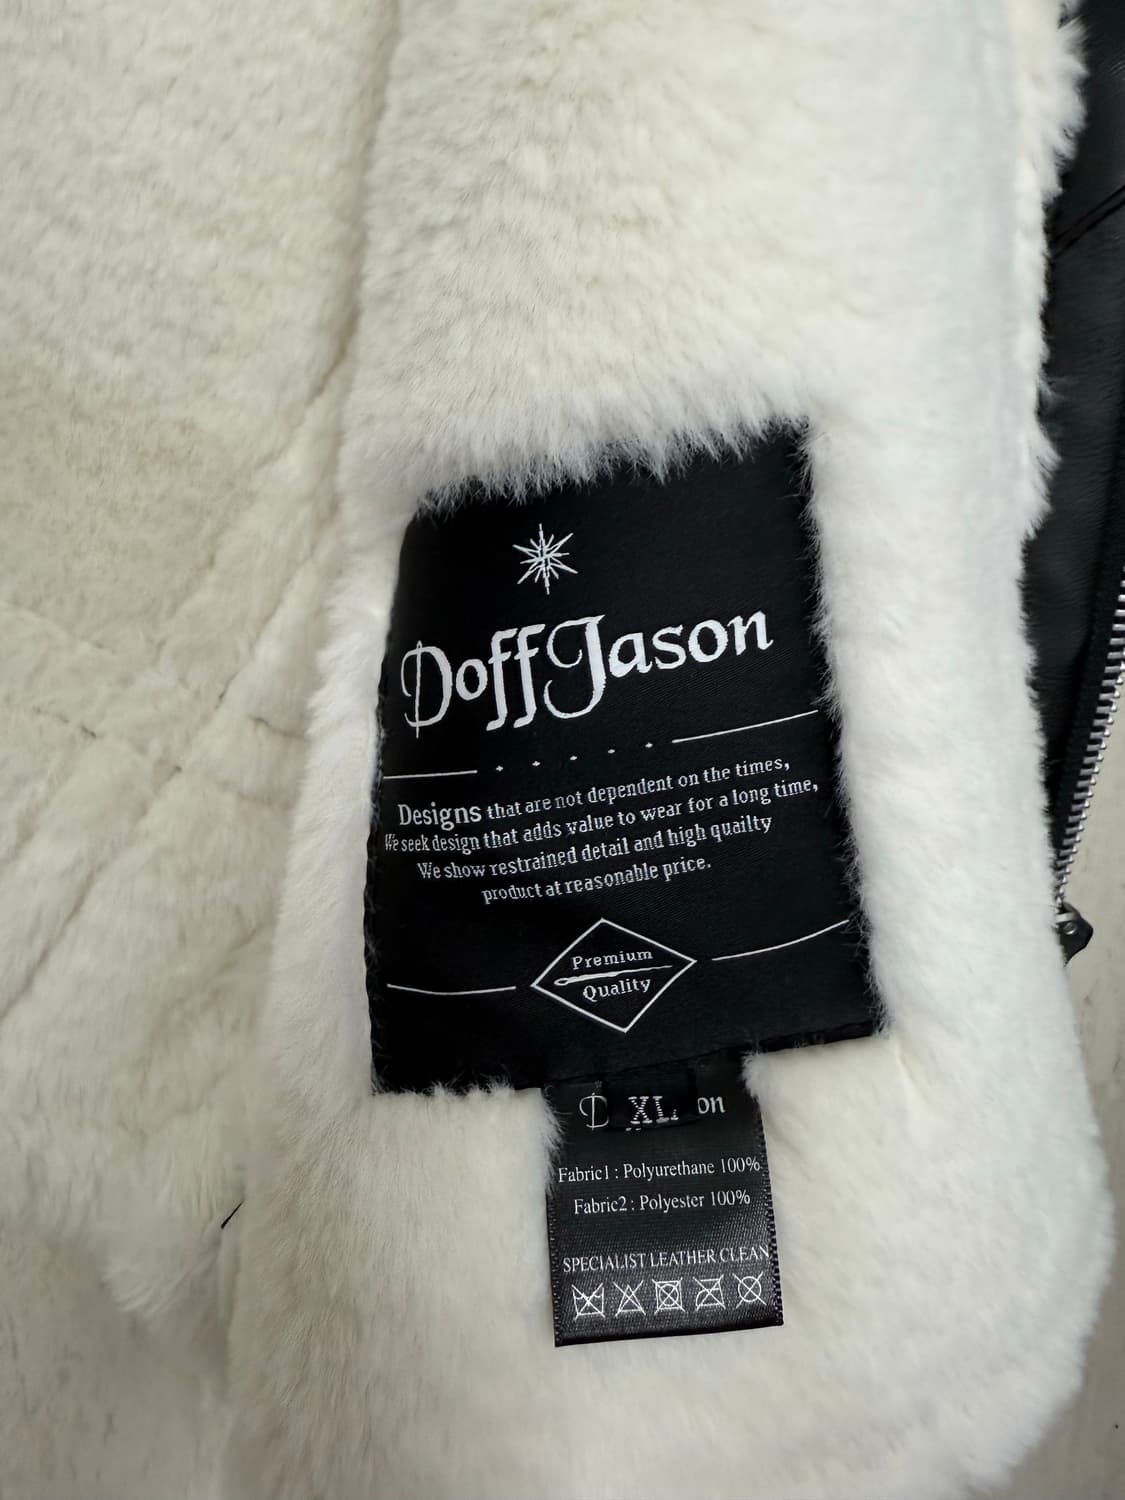 Doff Jason
Designs that are not dependent on the times,
We seek design that adds value to wear for a long time,
We show restrained detail and high quailty
product at reasonable price.
Premium
Quality
XL
Fabric1 : Polyurethane 100%
Fabric2 : Polyester 100%
SPECIALIST LEATHER CLEAN